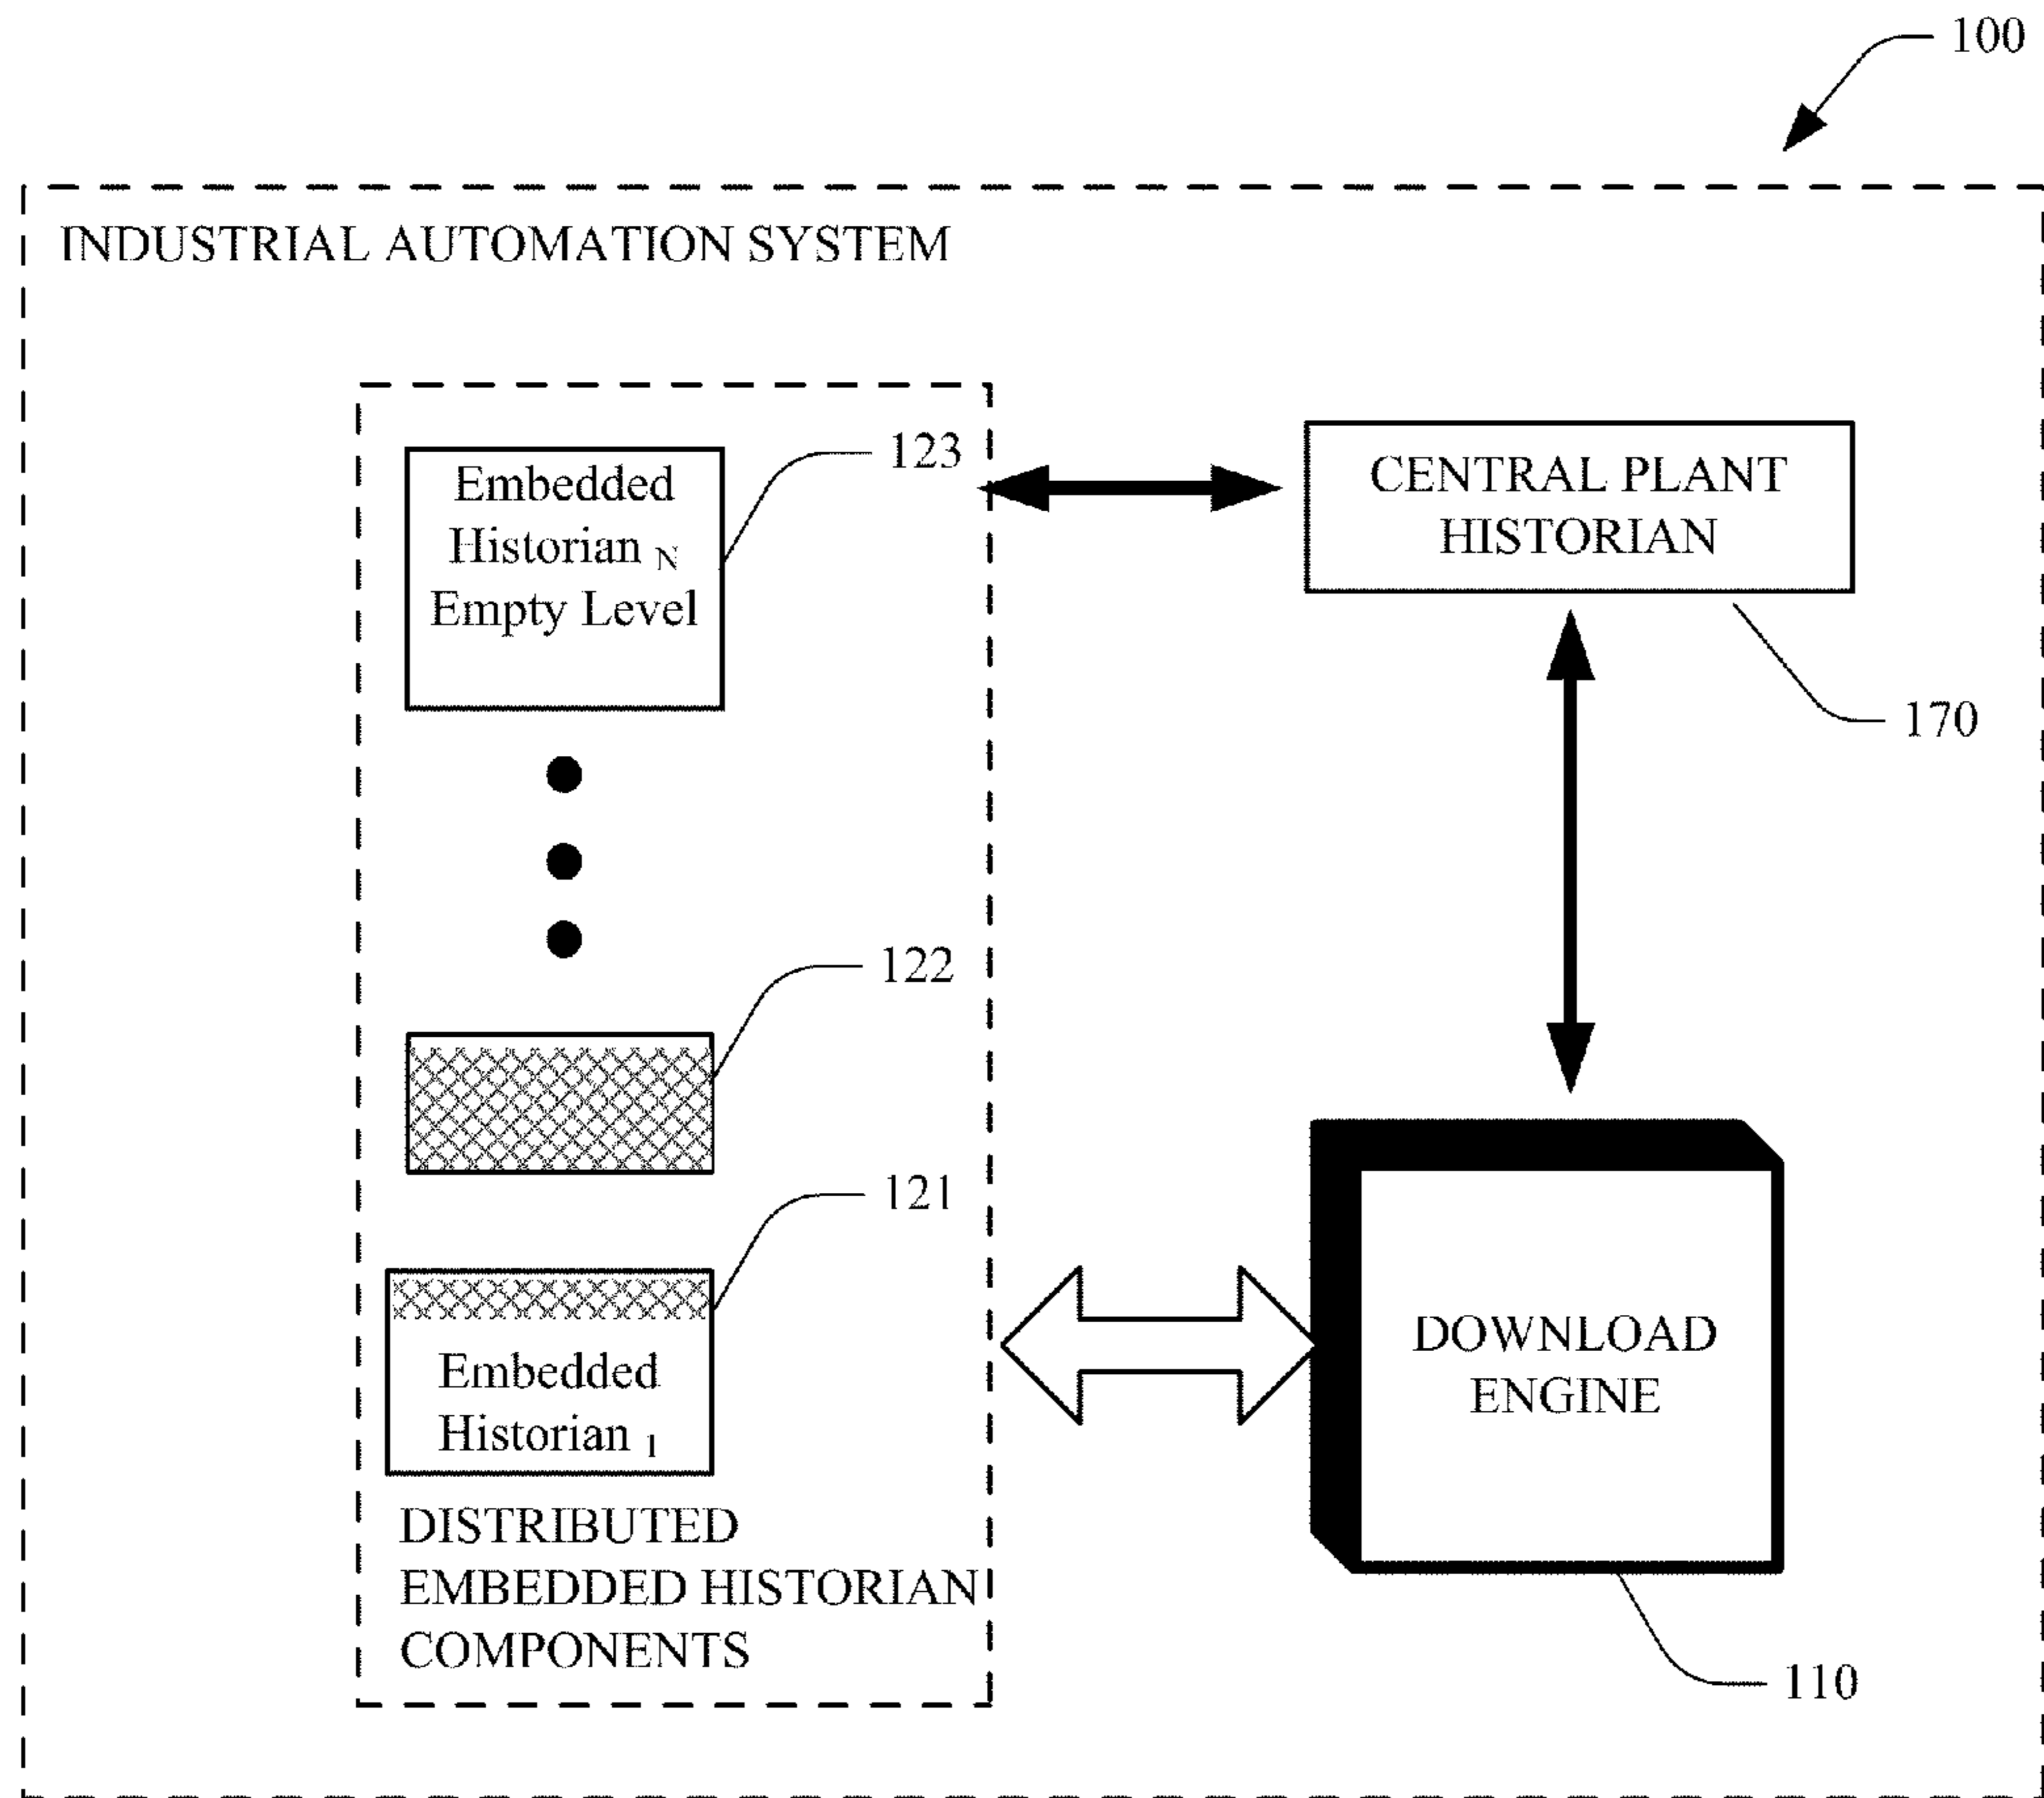 100
INDUSTRIAL AUTOMATION SYSTEM
Embedded
Historian N
Empty Level
123
CENTRAL PLANT
HISTORIAN
170
122
121
Embedded
Historian 1
DISTRIBUTED
EMBEDDED HISTORIAN
COMPONENTS
DOWNLOAD
ENGINE
110